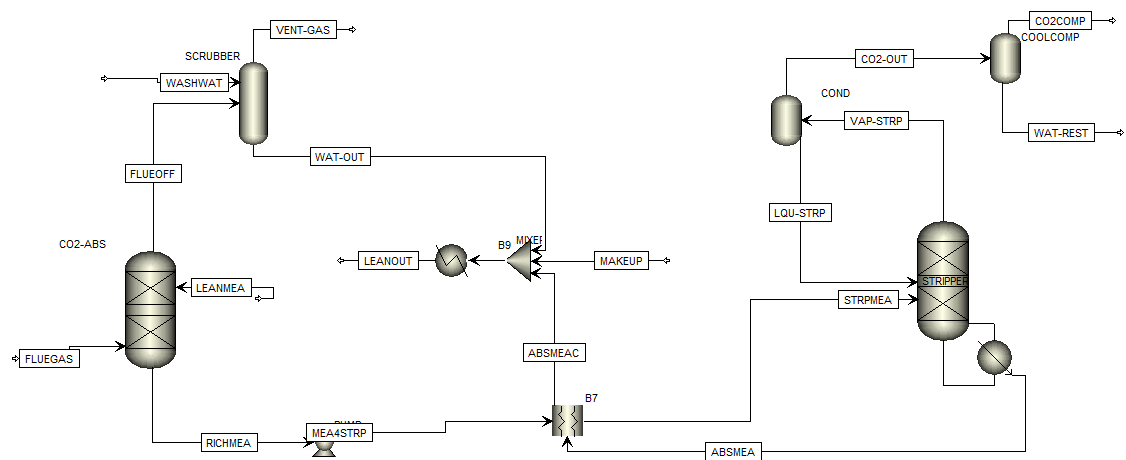 VENT-GAS
CO2COMP
COOLCOMP
SCRUBBER
CO2-OUT
WASHWAT
COND
VAP-STRP
WAT-REST
WAT-OUT
FLUEOFF
LQU-STRP
CO2-ABS
B9
LEANOUT
MAKEUP
LEANMEA
STRIPPER
STRPMEA
FLUEGAS
ABSMEAC
B7
MEA4STRP
RICHMEA
ABSMEA